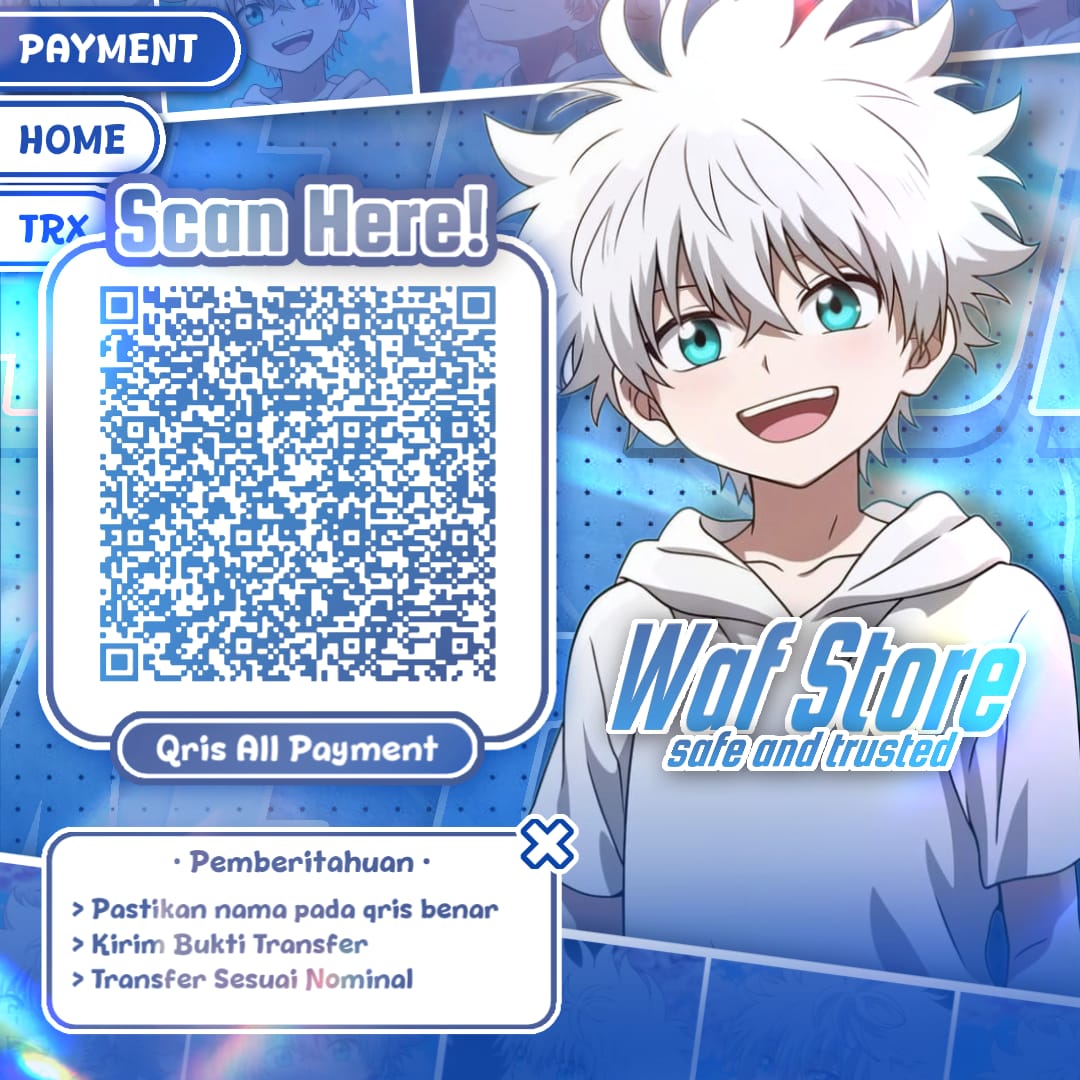 PAYMENT
HOME
TRX
Scan Here!
Qris All Payment
Waf Store
safe and trusted
· Pemberitahuan ·
> Pastikan nama pada qris benar
> Kirim Bukti Transfer
> Transfer Sesuai Nominal